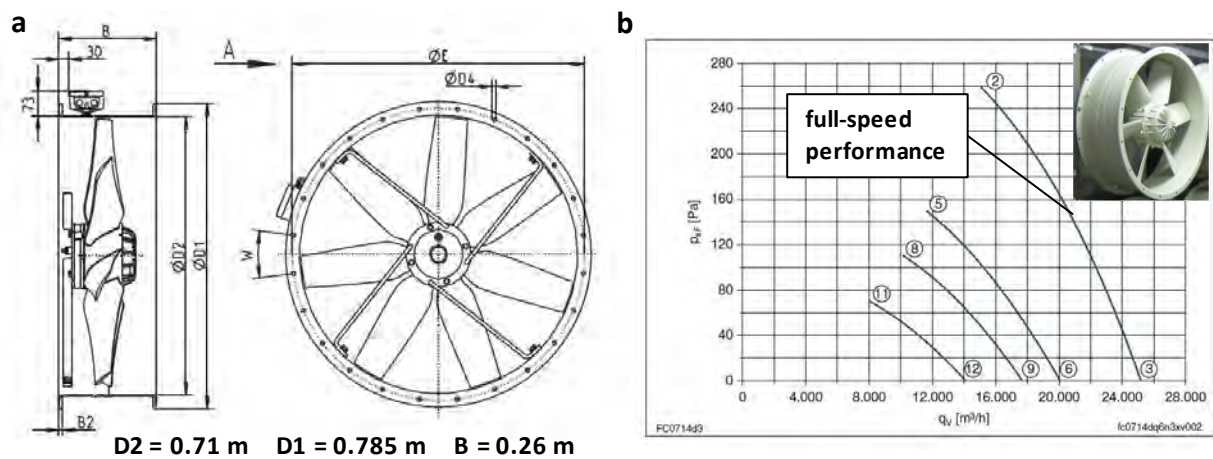 a
B
30
73
A
ØE
ØD4
W
ØD2
ØD1
B2
D2 = 0.71 m D1 = 0.785 m B = 0.26 m
b
280
240
200
160
120
80
40
0
p_sF [Pa]
full-speed
performance
2
5
8
11
12
9
6
3
0 4.000 8.000 12.000 16.000 20.000 24.000 28.000
q_V [m³/h]
FC0714d3
fc0714dq6n3xv002